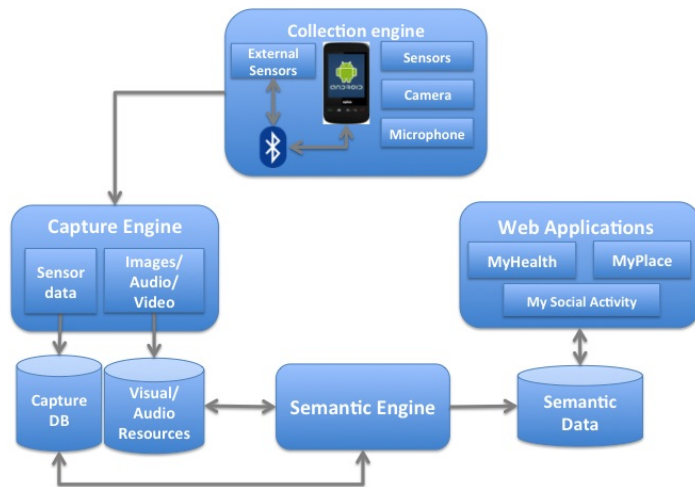 Collection engine
External
Sensors
Sensors
Camera
Microphone
ANDROID
Capture Engine
Sensor
data
Images/
Audio/
Video
Web Applications
MyHealth
MyPlace
My Social Activity
Capture
DB
Visual/
Audio
Resources
Semantic Engine
Semantic
Data